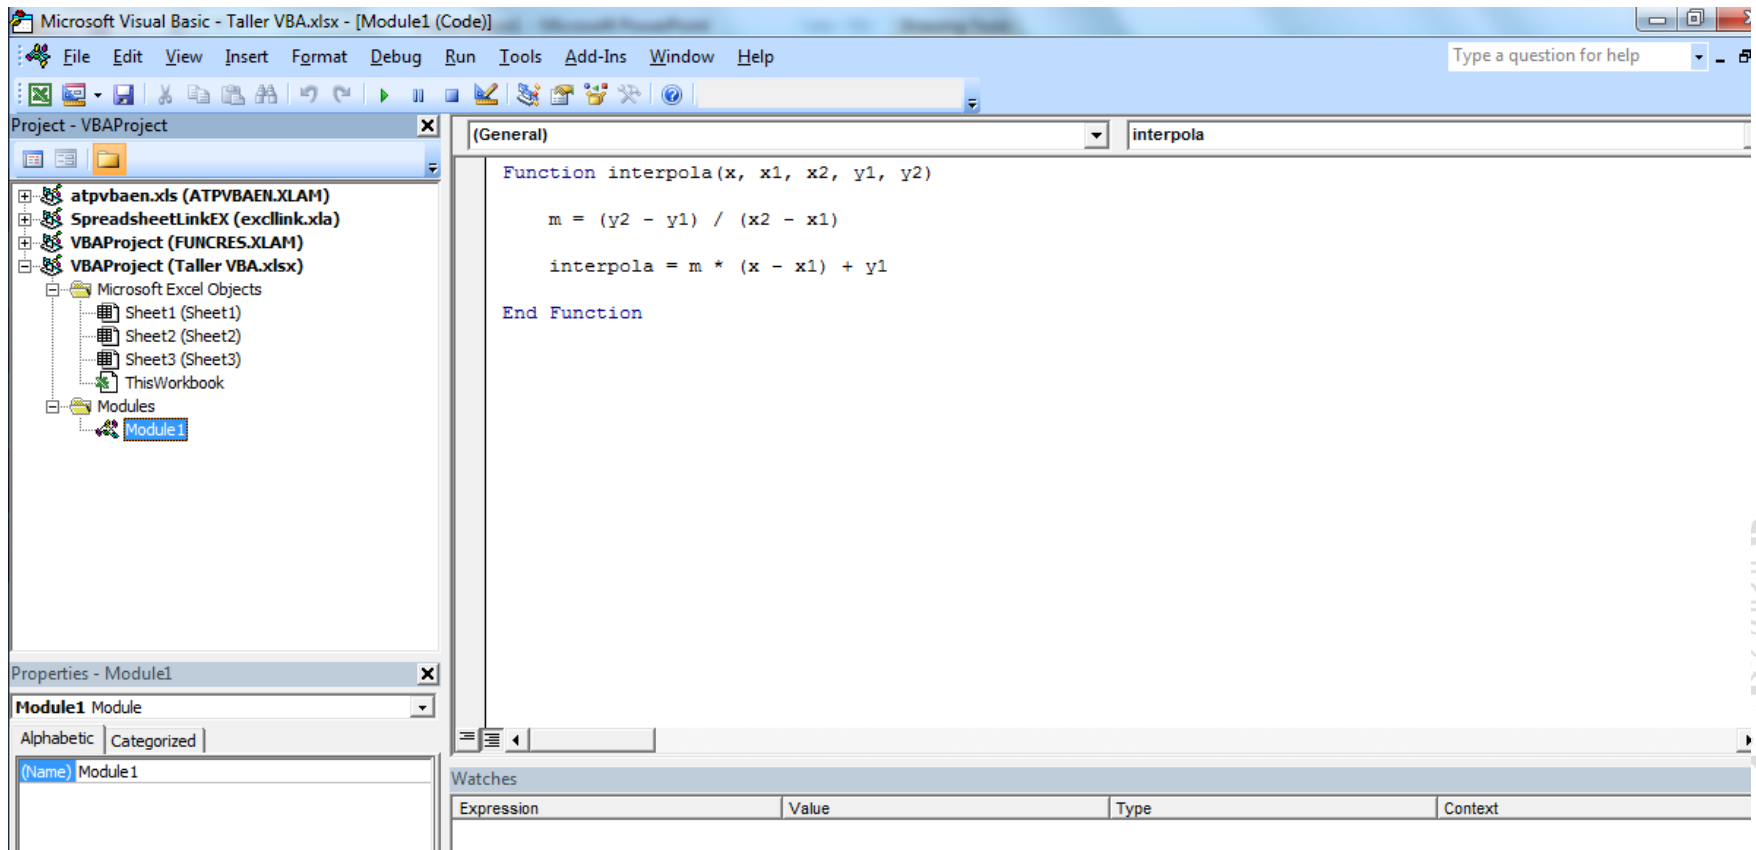 Microsoft Visual Basic - Taller VBA.xlsx - [Module1 (Code)]
File Edit View Insert Format Debug Run Tools Add-Ins Window Help
Type a question for help
Project - VBAProject
(General)
interpola
atpvbaen.xls (ATPVBAEN.XLAM)
SpreadsheetLinkEX (excllink.xla)
VBAProject (FUNCRES.XLAM)
VBAProject (Taller VBA.xlsx)
Microsoft Excel Objects
Sheet1 (Sheet1)
Sheet2 (Sheet2)
Sheet3 (Sheet3)
ThisWorkbook
Modules
Module1
Function interpola(x, x1, x2, y1, y2)
m = (y2 - y1) / (x2 - x1)
interpola = m * (x - x1) + y1
End Function
Properties - Module1
Module1 Module
Alphabetic Categorized
(Name) Module1
Watches
Expression Value Type Context